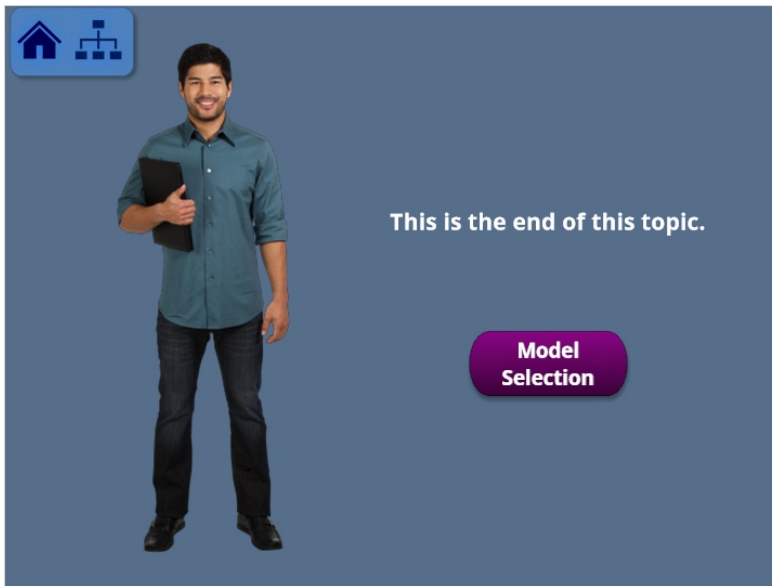 This is the end of this topic.
Model
Selection